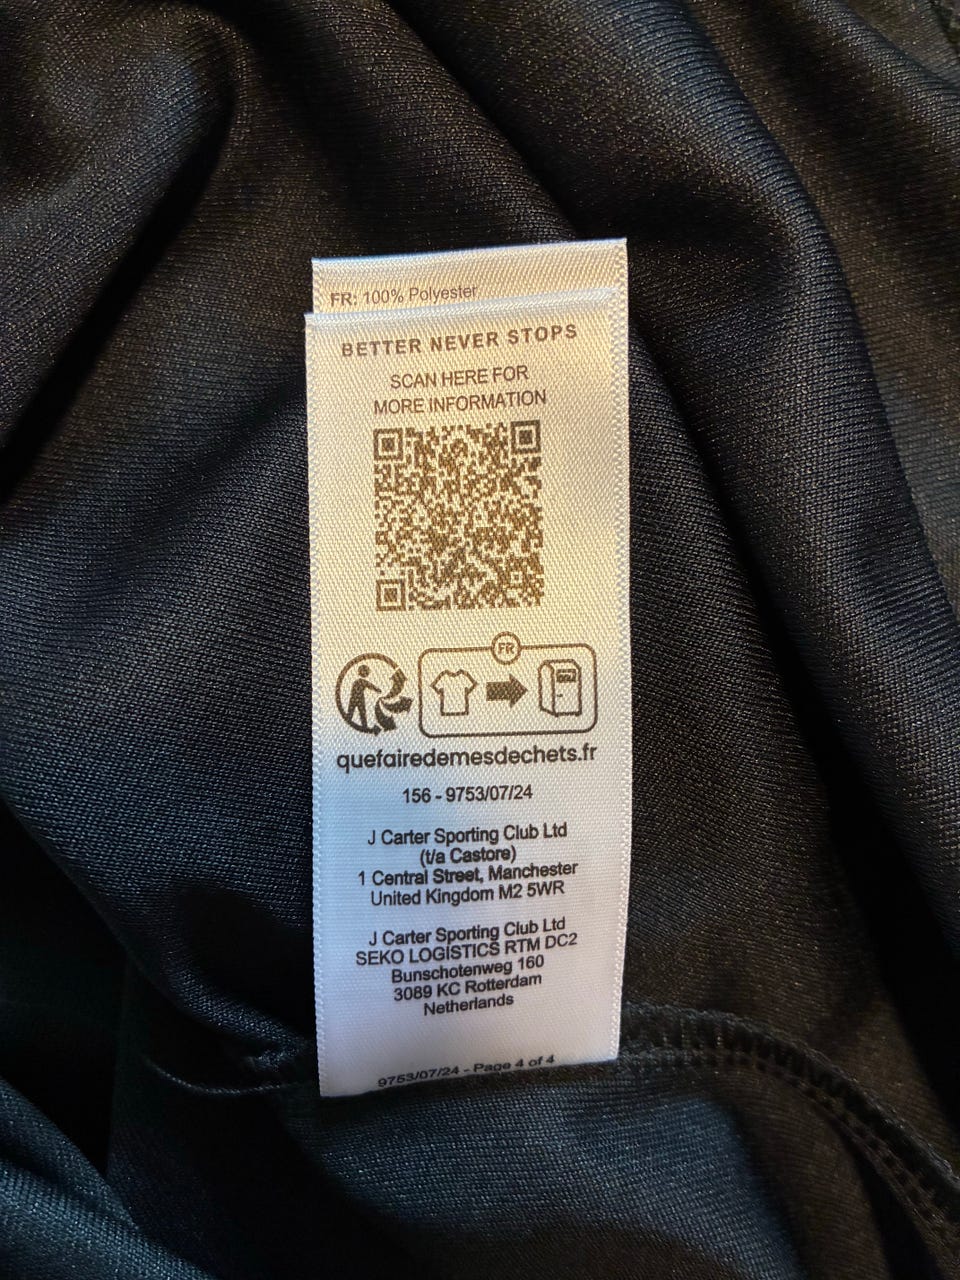 FR: 100% Polyester
BETTER NEVER STOPS
SCAN HERE FOR
MORE INFORMATION
FR
quefairedemesdechets.fr
156 - 9753/07/24
J Carter Sporting Club Ltd
(t/a Castore)
1 Central Street, Manchester
United Kingdom M2 5WR
J Carter Sporting Club Ltd
SEKO LOGISTICS RTM DC2
Bunschotenweg 160
3089 KC Rotterdam
Netherlands
9753/07/24 - Page 4 of 4